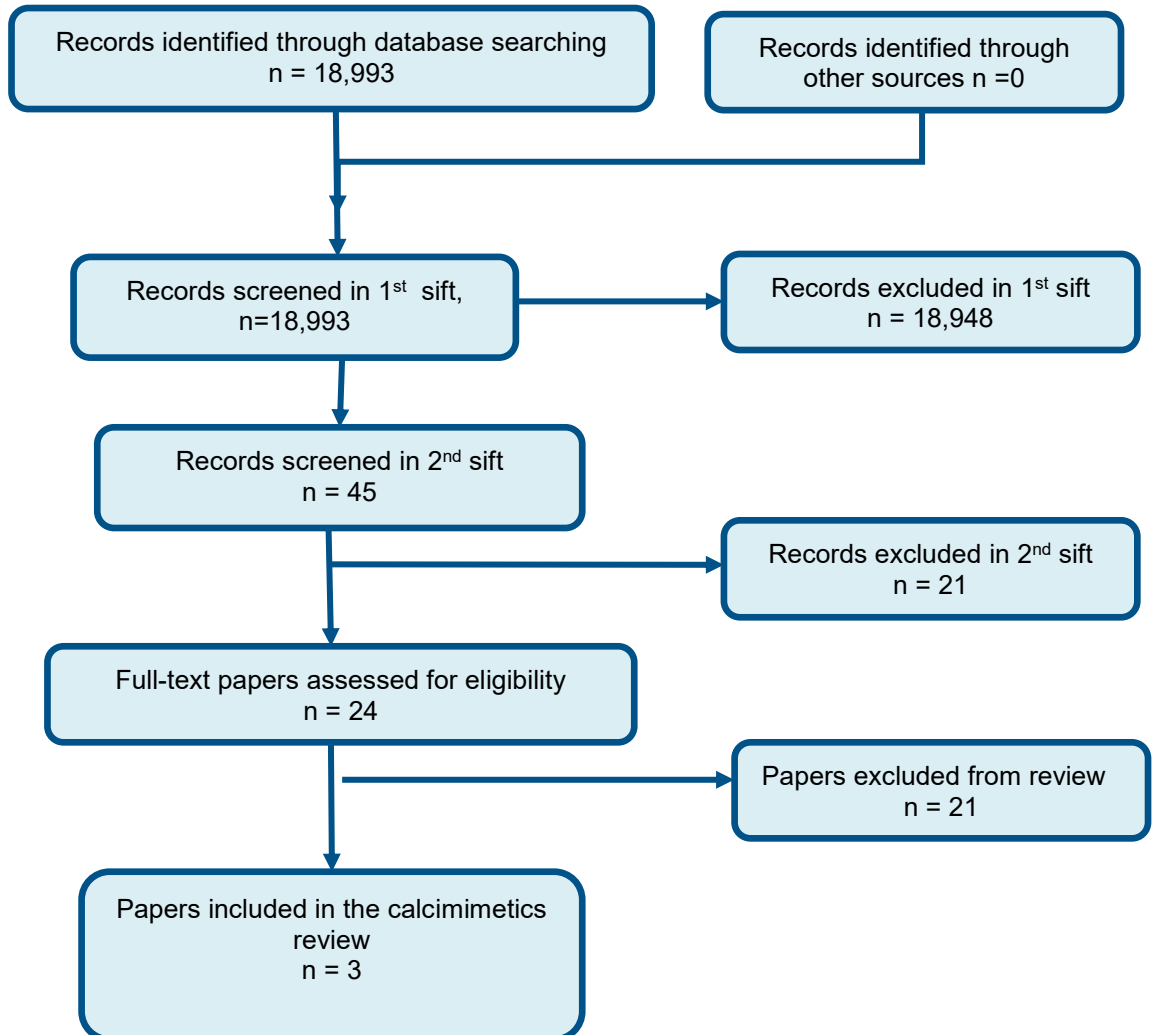 Records identified through database searching
n = 18,993
Records identified through
other sources n =0
Records screened in 1st sift,
n=18,993
Records excluded in 1st sift
n = 18,948
Records screened in 2nd sift
n = 45
Records excluded in 2nd sift
n = 21
Full-text papers assessed for eligibility
n = 24
Papers excluded from review
n = 21
Papers included in the calcimimetics
review
n = 3